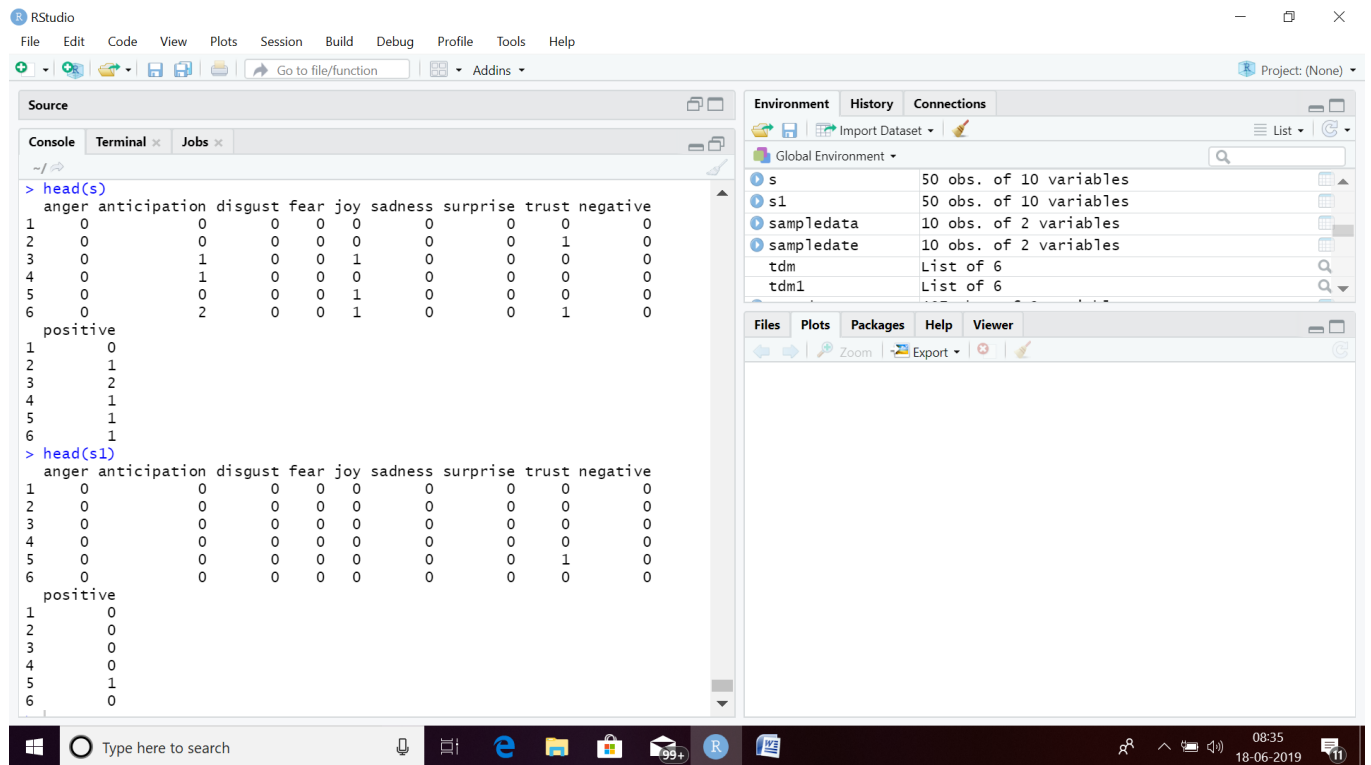 RStudio
File Edit Code View Plots Session Build Debug Profile Tools Help
Go to file/function Addins Project: (None)
Source
Console Terminal Jobs
~/
> head(s)
anger anticipation disgust fear joy sadness surprise trust negative
1 0 0 0 0 0 0 0 0 0
2 0 0 0 0 0 0 0 1 0
3 0 1 0 0 1 0 0 0 0
4 0 1 0 0 0 0 0 0 0
5 0 0 0 0 1 0 0 0 0
6 0 2 0 0 1 0 0 1 0
positive
1 0
2 1
3 2
4 1
5 1
6 1
> head(s1)
anger anticipation disgust fear joy sadness surprise trust negative
1 0 0 0 0 0 0 0 0 0
2 0 0 0 0 0 0 0 0 0
3 0 0 0 0 0 0 0 0 0
4 0 0 0 0 0 0 0 0 0
5 0 0 0 0 0 0 0 1 0
6 0 0 0 0 0 0 0 0 0
positive
1 0
2 0
3 0
4 0
5 1
6 0
Environment History Connections
Import Dataset List
Global Environment
s 50 obs. of 10 variables
s1 50 obs. of 10 variables
sampledata 10 obs. of 2 variables
sampledate 10 obs. of 2 variables
tdm List of 6
tdm1 List of 6
Files Plots Packages Help Viewer
Zoom Export
Type here to search
99+
R
W
08:35
18-06-2019
11